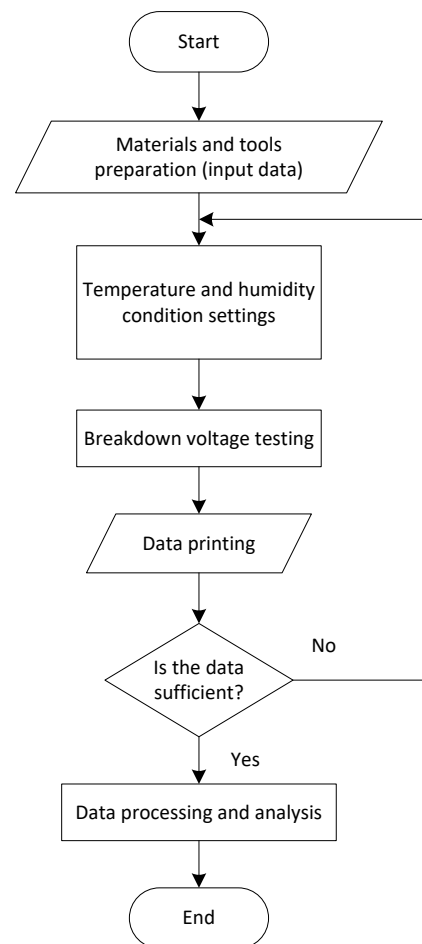 Start
Materials and tools
preparation (input data)
Temperature and humidity
condition settings
Breakdown voltage testing
Data printing
Is the data
sufficient?
No
Yes
Data processing and analysis
End